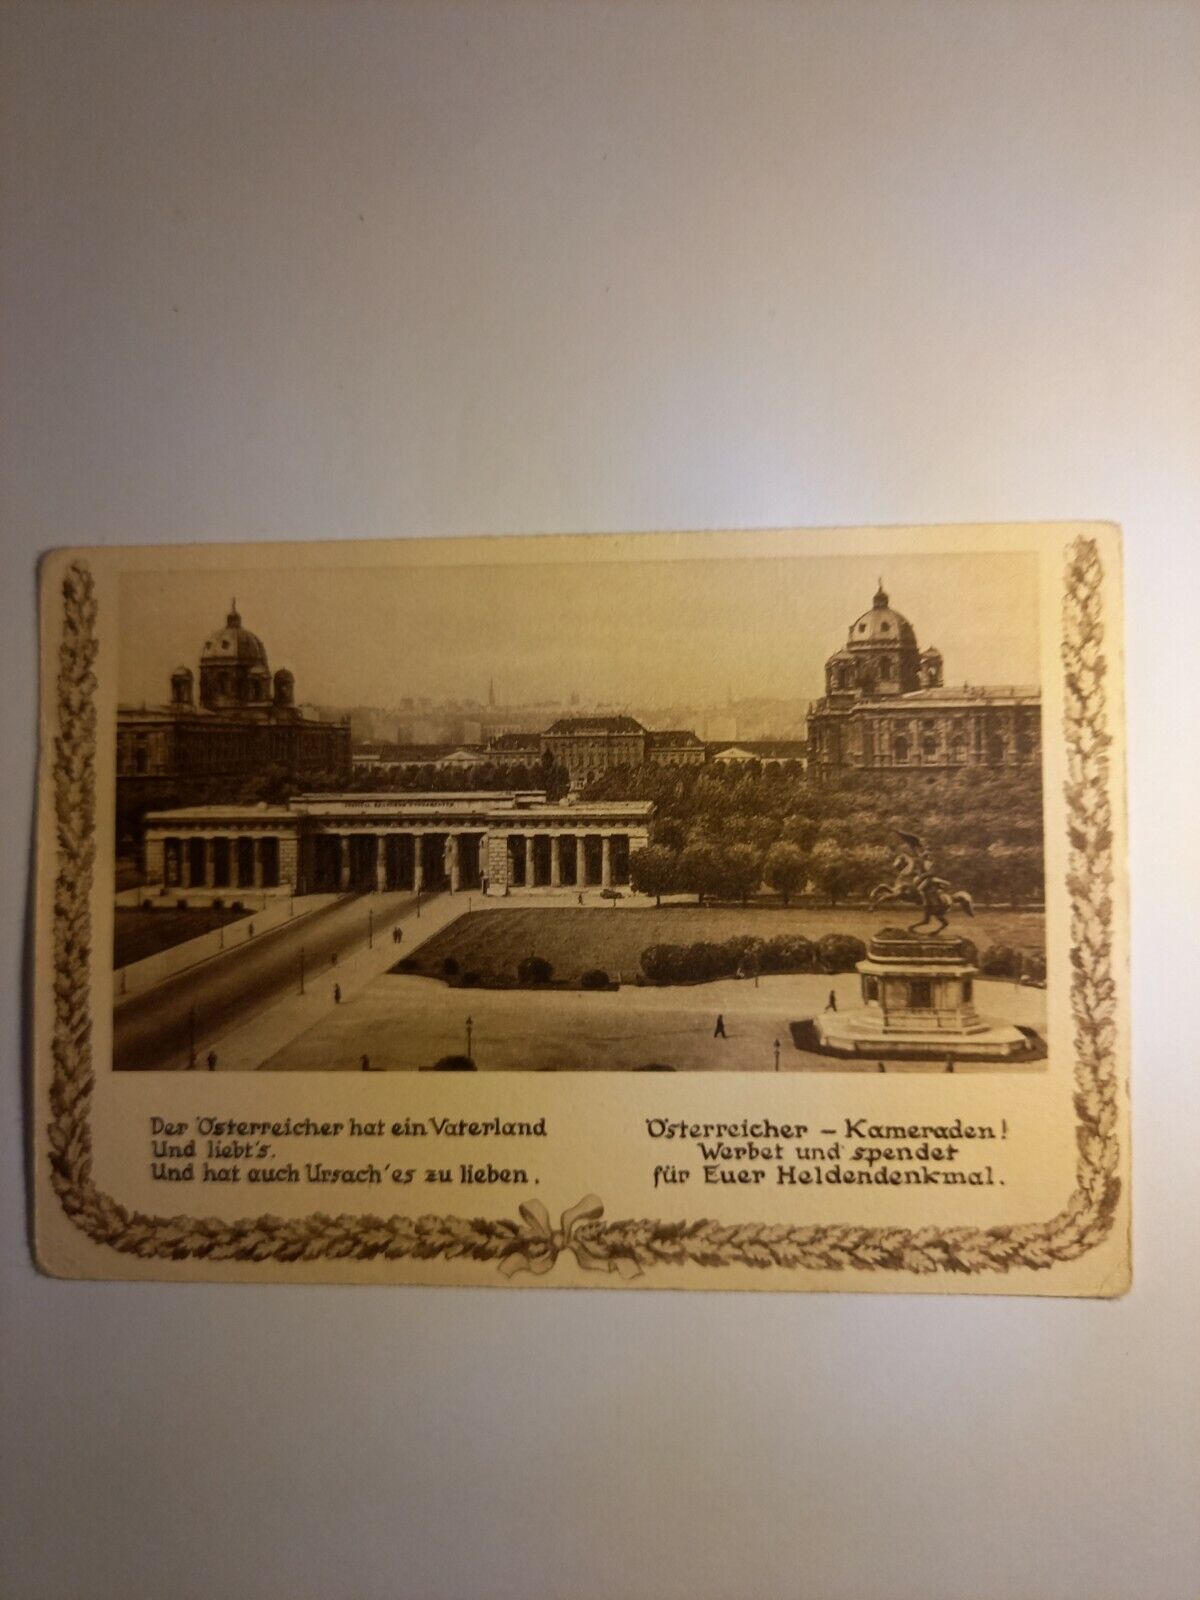 Der Österreicher hat ein Vaterland
Und liebt's.
Und hat auch Ursach' es zu lieben.
Österreicher – Kameraden!
Werbet und spendet
für Euer Heldendenkmal.